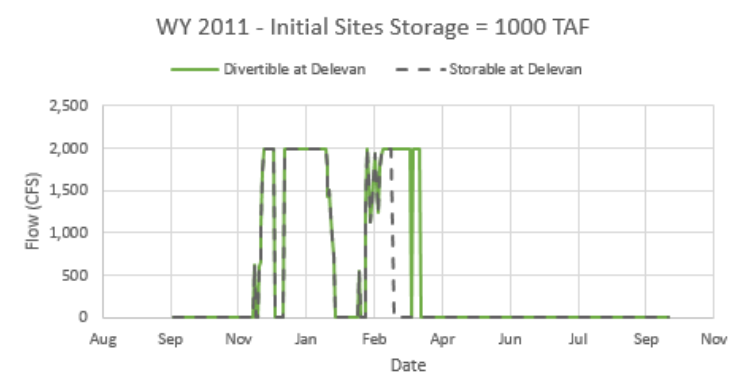 WY 2011 - Initial Sites Storage = 1000 TAF
Divertible at Delevan
Storable at Delevan
2,500
2,000
1,500
1,000
500
0
Flow (CFS)
Aug Sep Nov Jan Feb Apr Jun Jul Sep Nov
Date